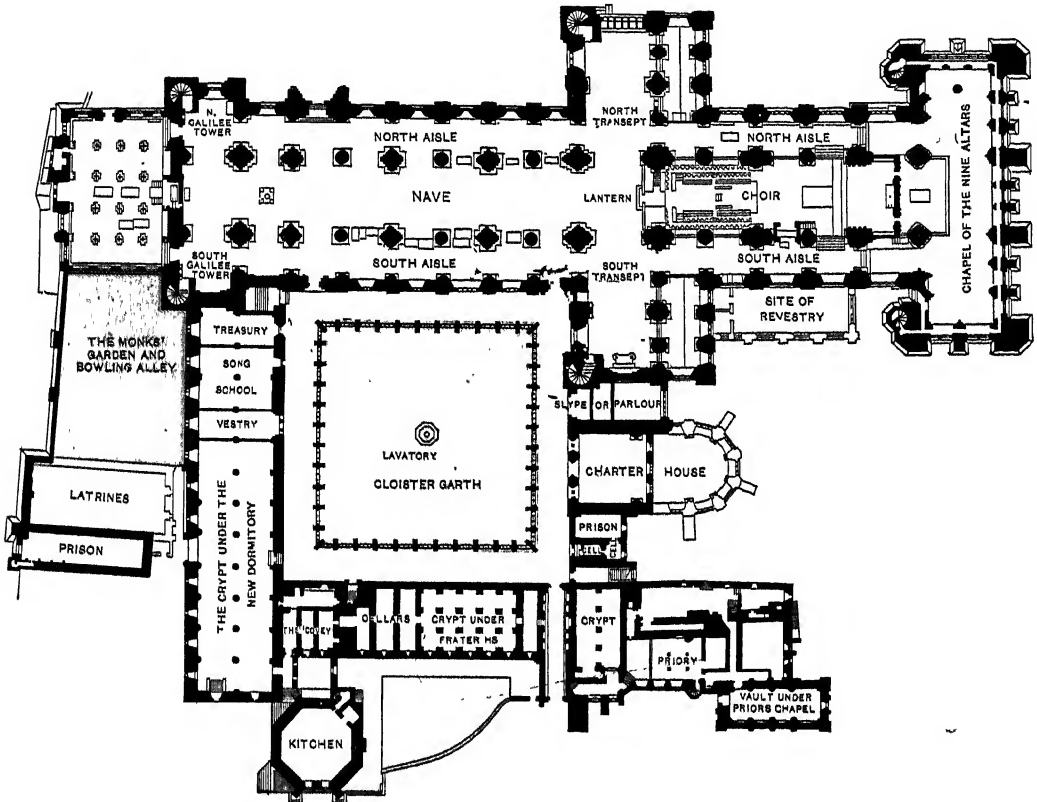 N.
GALILEE
TOWER
NORTH AISLE
NORTH
TRANSEPT
NORTH AISLE
CHAPEL OF THE NINE ALTARS
NAVE
LANTERN
CHOIR
SOUTH
GALILEE
TOWER
SOUTH AISLE
SOUTH
TRANSEPT
SOUTH AISLE
SITE OF
REVESTRY
THE MONKS'
GARDEN AND
BOWLING ALLEY
TREASURY
SONG
SCHOOL
VESTRY
SLYPE OR PARLOUR
LAVATORY
CLOISTER GARTH
CHARTER HOUSE
LATRINES
PRISON
THE CRYPT UNDER THE
NEW DORMITORY
PRISON
CELL
CELL
THE COVEY
CELLARS
CRYPT UNDER
FRATER HS
CRYPT
PRIORY
VAULT UNDER
PRIORS CHAPEL
KITCHEN